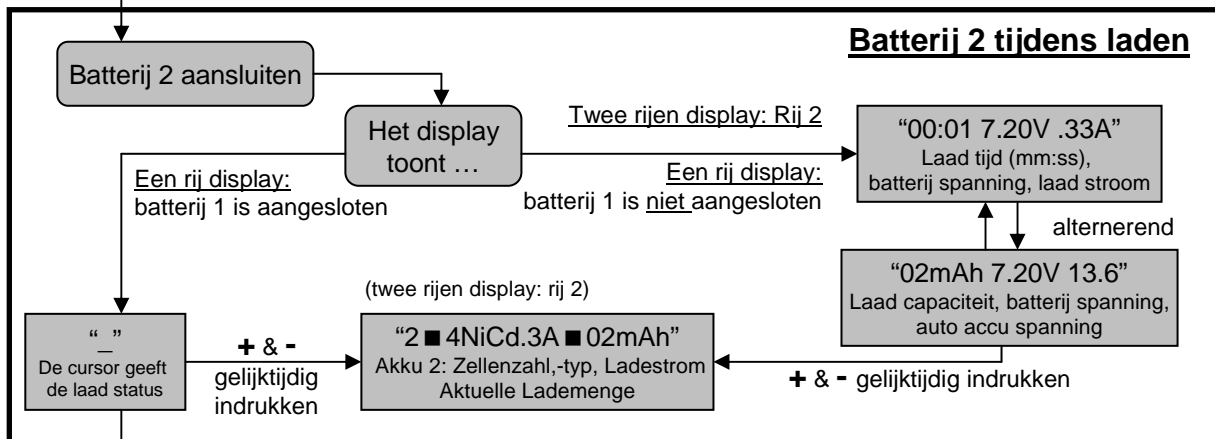 Batterij 2 tijdens laden
Batterij 2 aansluiten
Het display
toont …
Twee rijen display: Rij 2
Een rij display:
batterij 1 is niet aangesloten
“00:01 7.20V .33A”
Laad tijd (mm:ss),
batterij spanning, laad stroom
alternerend
“02mAh 7.20V 13.6”
Laad capaciteit, batterij spanning,
auto accu spanning
Een rij display:
batterij 1 is aangesloten
“_”
De cursor geeft
de laad status
+ & -
gelijktijdig
indrukken
(twee rijen display: rij 2)
“2 ■ 4NiCd.3A ■ 02mAh”
Akku 2: Zellenzahl,-typ, Ladestrom
Aktuelle Lademenge
+ & - gelijktijdig indrukken